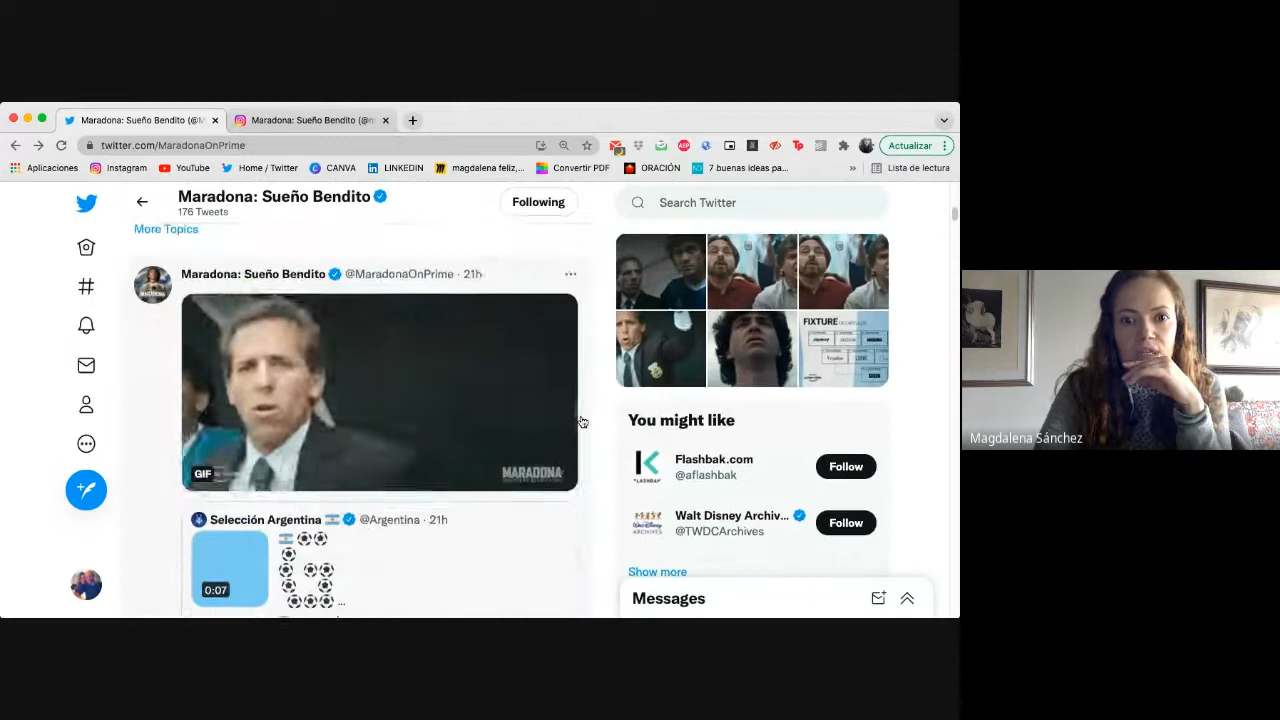 Maradona: Sueño Bendito (@M
Maradona: Sueño Bendito (@m
twitter.com/MaradonaOnPrime
Actualizar
Aplicaciones
Instagram
YouTube
Home / Twitter
CANVA
LINKEDIN
magdalena feliz,...
Convertir PDF
ORACIÓN
7 buenas ideas pa...
»
Lista de lectura
Maradona: Sueño Bendito
176 Tweets
Following
Search Twitter
More Topics
Maradona: Sueño Bendito @MaradonaOnPrime · 21h
GIF
MARADONA
FIXTURE
You might like
Flashbak.com
@aflashbak
Follow
Walt Disney Archiv...
@TWDCArchives
Follow
Show more
Selección Argentina @Argentina · 21h
0:07
...
Messages
Magdalena Sánchez